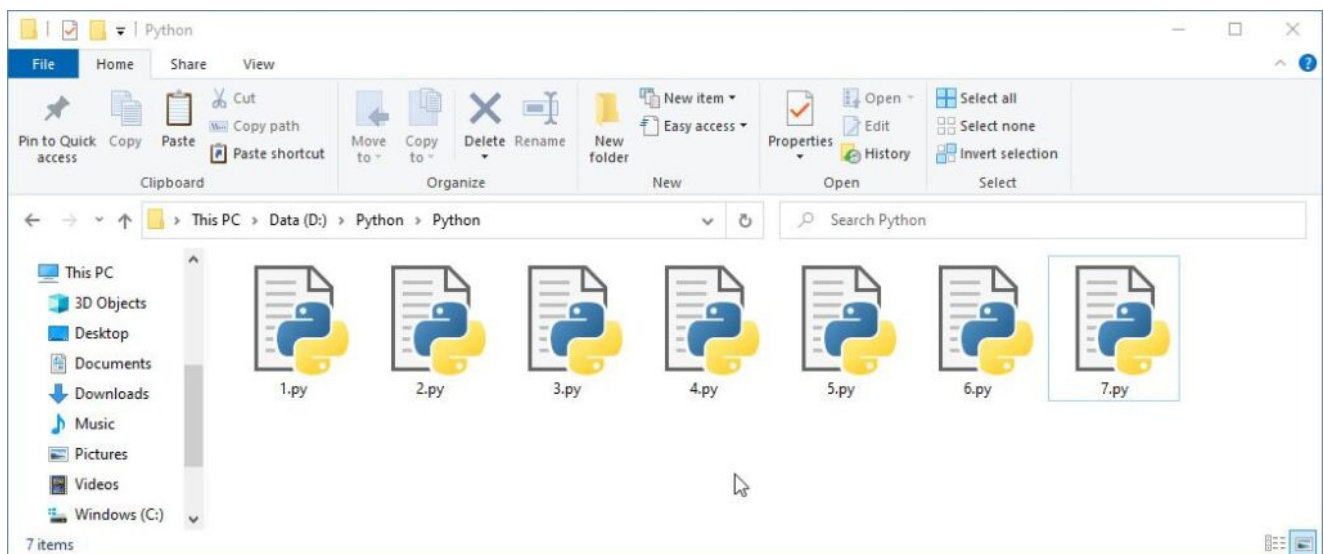 Python
File Home Share View
Pin to Quick access
Copy
Paste
Cut
Copy path
Paste shortcut
Clipboard
Move to
Copy to
Delete
Rename
Organize
New folder
New item
Easy access
New
Properties
Open
Edit
History
Open
Select all
Select none
Invert selection
Select
This PC > Data (D:) > Python > Python
Search Python
This PC
3D Objects
Desktop
Documents
Downloads
Music
Pictures
Videos
Windows (C:)
1.py 2.py 3.py 4.py 5.py 6.py 7.py
7 items